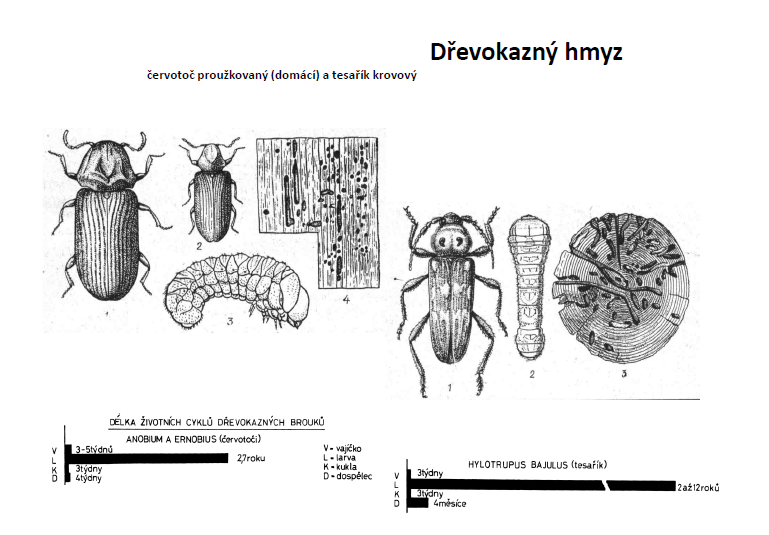 Dřevokazný hmyz
červotoč proužkovaný (domácí) a tesařík krovový
1
2
3
4
1
2
3
DÉLKA ŽIVOTNÍCH CYKLŮ DŘEVOKAZNÝCH BROUKŮ
ANOBIUM A ERNOBIUS (červotoči)
V 3-5týdnů
L 2,7roku
K 3týdny
D 4týdny
V - vajíčko
L - larva
K - kukla
D - dospělec
HYLOTRUPUS BAJULUS (tesařík)
V 3týdny
L 2až12roků
K 3týdny
D 4měsíce